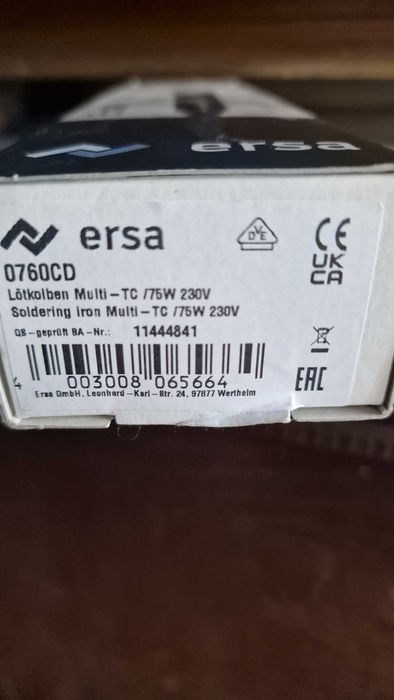 ersa
ersa
0760CD
Lötkolben Multi-TC /75W 230V
Soldering iron Multi-TC /75W 230V
QS-geprüft BA-Nr.: 11444841
4 003008 065664
Ersa GmbH, Leonhard-Karl-Str. 24, 97877 Wertheim
VDE
CE
UK
CA
EAC